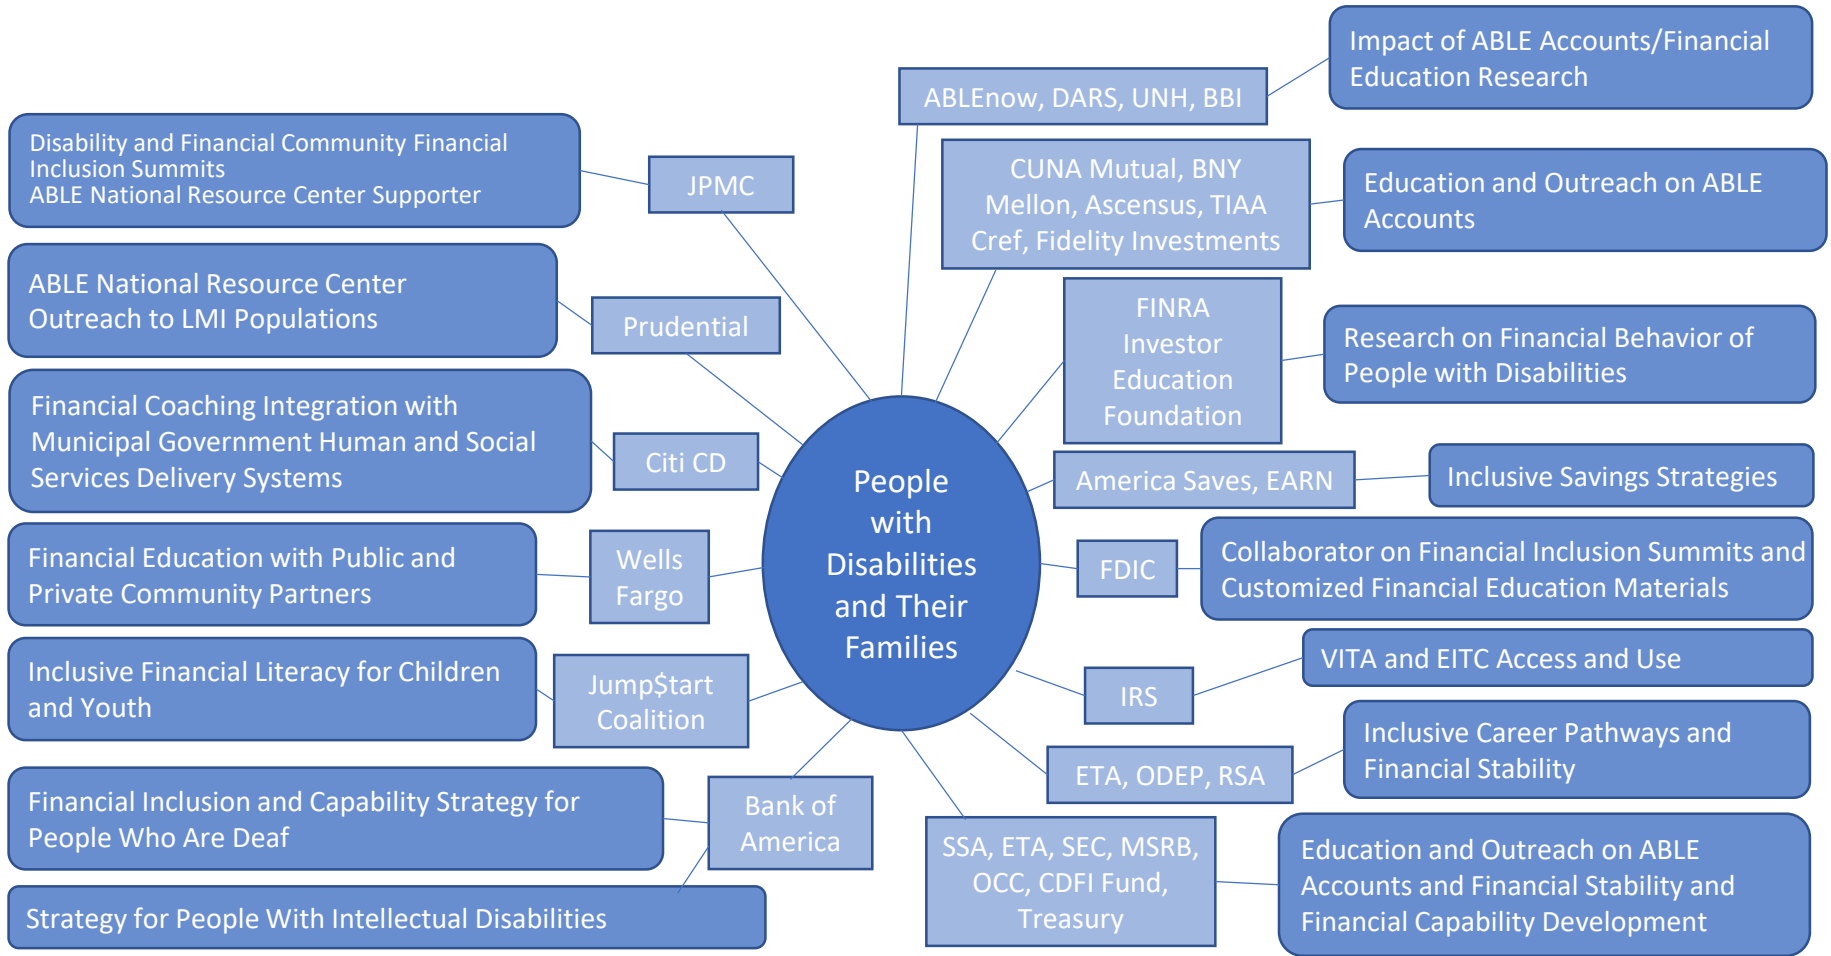 Disability and Financial Community Financial
Inclusion Summits
ABLE National Resource Center Supporter
JPMC
ABLE National Resource Center
Outreach to LMI Populations
Prudential
Financial Coaching Integration with
Municipal Government Human and Social
Services Delivery Systems
Citi CD
Financial Education with Public and
Private Community Partners
Wells
Fargo
Inclusive Financial Literacy for Children
and Youth
Jump$tart
Coalition
Financial Inclusion and Capability Strategy for
People Who Are Deaf
Bank of
America
Strategy for People With Intellectual Disabilities
People
with
Disabilities
and Their
Families
ABLEnow, DARS, UNH, BBI
Impact of ABLE Accounts/Financial
Education Research
CUNA Mutual, BNY
Mellon, Ascensus, TIAA
Cref, Fidelity Investments
Education and Outreach on ABLE
Accounts
FINRA
Investor
Education
Foundation
Research on Financial Behavior of
People with Disabilities
America Saves, EARN
Inclusive Savings Strategies
FDIC
Collaborator on Financial Inclusion Summits and
Customized Financial Education Materials
IRS
VITA and EITC Access and Use
ETA, ODEP, RSA
Inclusive Career Pathways and
Financial Stability
SSA, ETA, SEC, MSRB,
OCC, CDFI Fund,
Treasury
Education and Outreach on ABLE
Accounts and Financial Stability and
Financial Capability Development